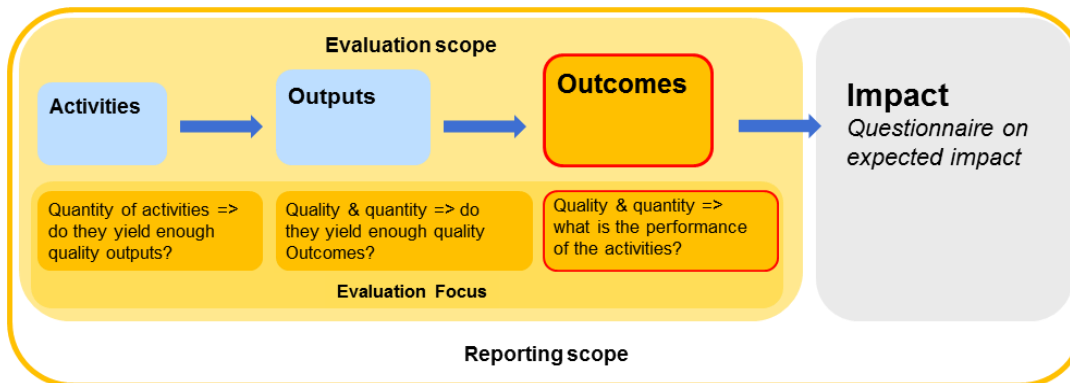 Evaluation scope
Activities
Outputs
Outcomes
Impact
Questionnaire on
expected impact
Quantity of activities =>
do they yield enough
quality outputs?
Quality & quantity => do
they yield enough quality
Outcomes?
Quality & quantity =>
what is the performance
of the activities?
Evaluation Focus
Reporting scope